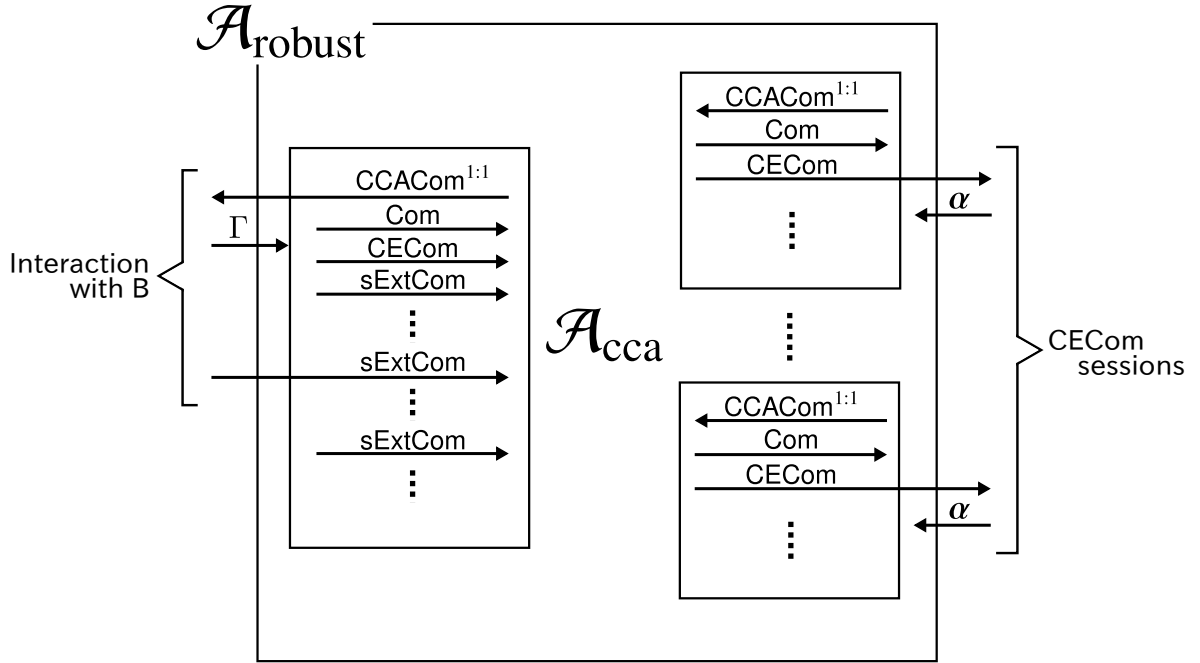 𝒜robust
CCACom1:1
Com
CECom
α
CCACom1:1
Γ
Com
CECom
sExtCom
Interaction
with B
𝒜cca
CECom
sessions
sExtCom
sExtCom
CCACom1:1
Com
CECom
α